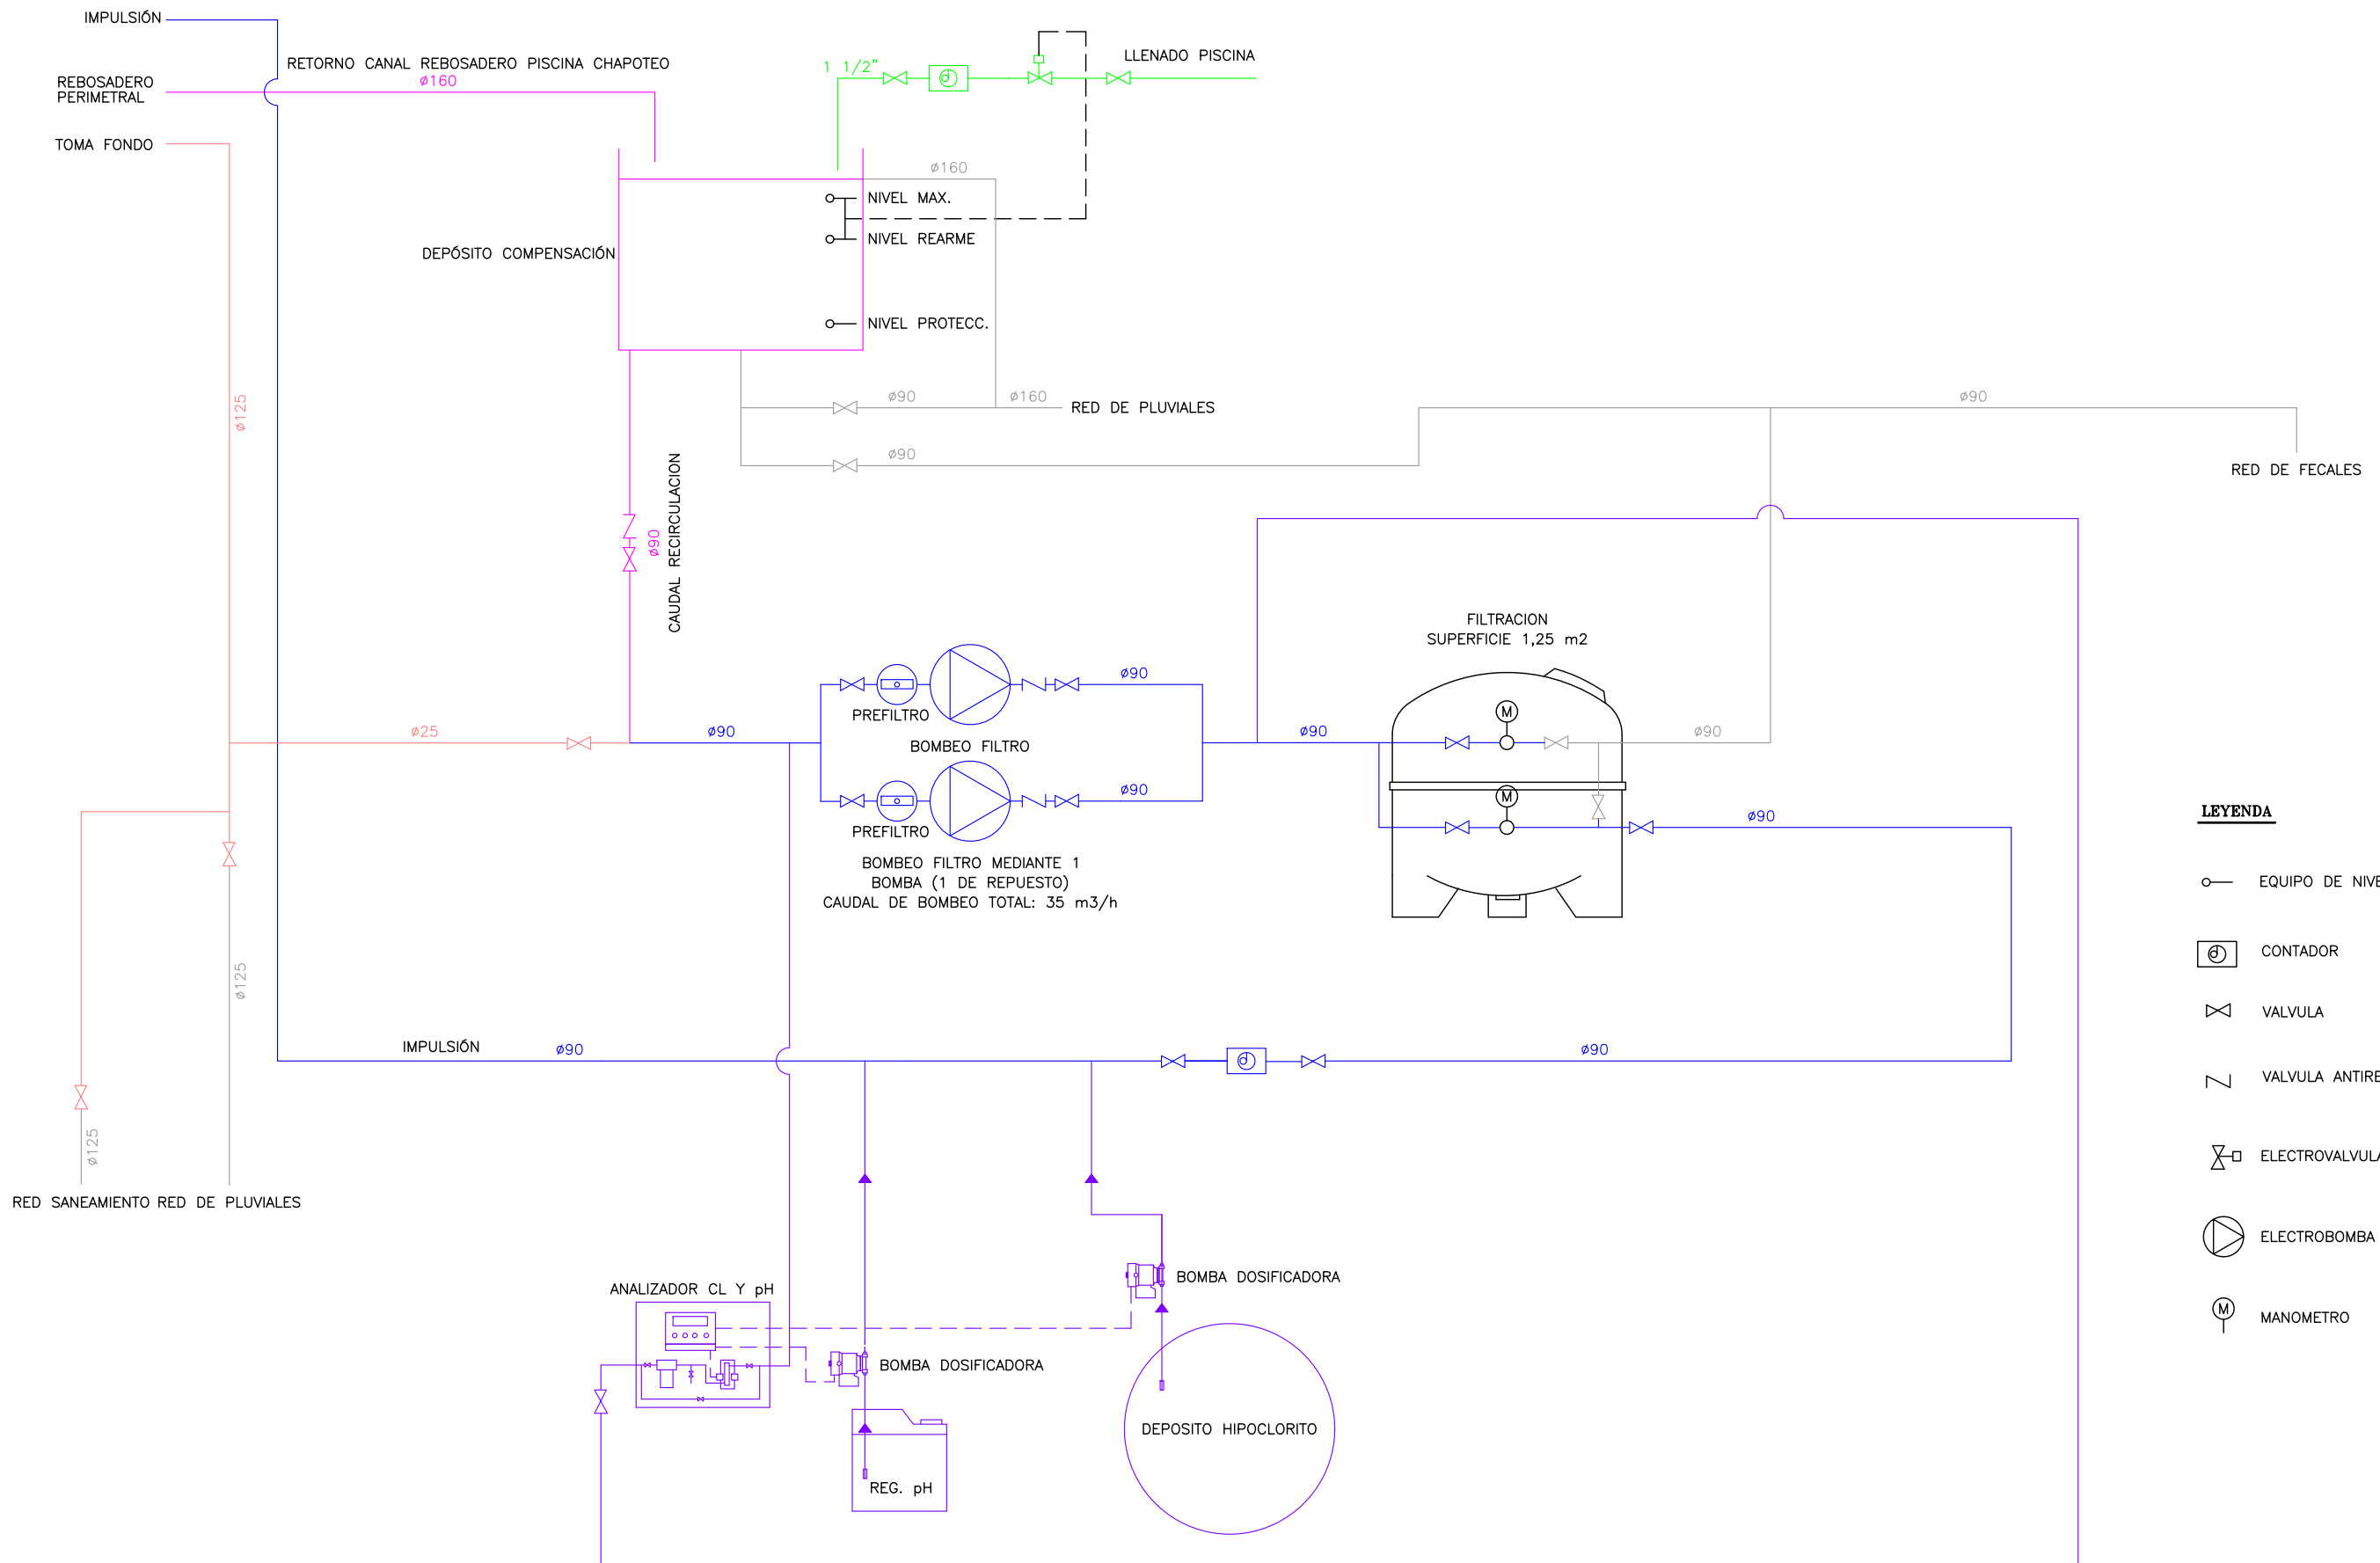 IMPULSIÓN
RETORNO CANAL REBOSADERO PISCINA CHAPOTEO
ø160
REBOSADERO
PERIMETRAL
TOMA FONDO
1 1/2"
LLENADO PISCINA
ø160
NIVEL MAX.
NIVEL REARME
DEPÓSITO COMPENSACIÓN
NIVEL PROTECC.
ø90
ø160
RED DE PLUVIALES
ø90
ø90
RED DE FECALES
ø125
ø90
CAUDAL RECIRCULACION
FILTRACION
SUPERFICIE 1,25 m2
M
ø90
PREFILTRO
BOMBEO FILTRO
ø25
ø90
ø90
ø90
ø90
PREFILTRO
M
ø90
BOMBEO FILTRO MEDIANTE 1
BOMBA (1 DE REPUESTO)
CAUDAL DE BOMBEO TOTAL: 35 m3/h
ø125
IMPULSIÓN
ø90
ø90
ø125
RED SANEAMIENTO
RED DE PLUVIALES
ANALIZADOR CL Y pH
BOMBA DOSIFICADORA
BOMBA DOSIFICADORA
DEPOSITO HIPOCLORITO
REG. pH
LEYENDA
EQUIPO DE NIVE
CONTADOR
VALVULA
VALVULA ANTIRE
ELECTROVALVULA
ELECTROBOMBA
M
MANOMETRO